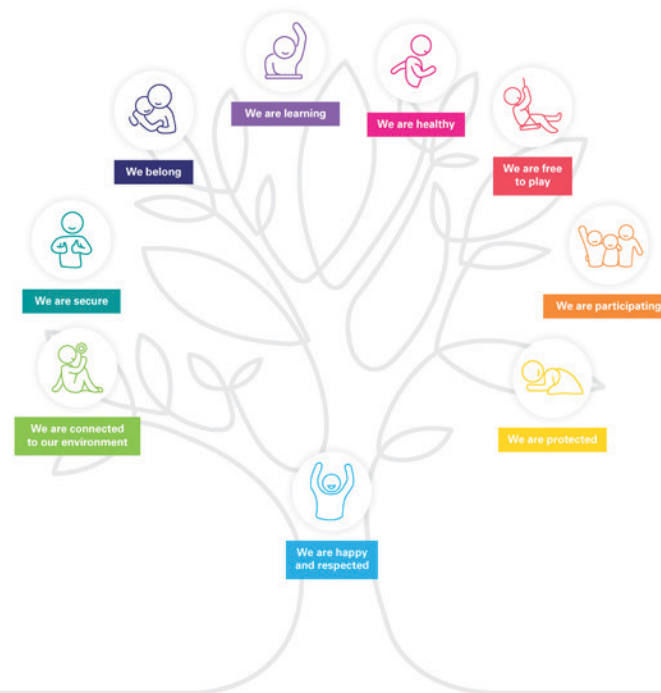 We are learning
We are healthy
We belong
We are free
to play
We are secure
We are participating
We are connected
to our environment
We are protected
We are happy
and respected